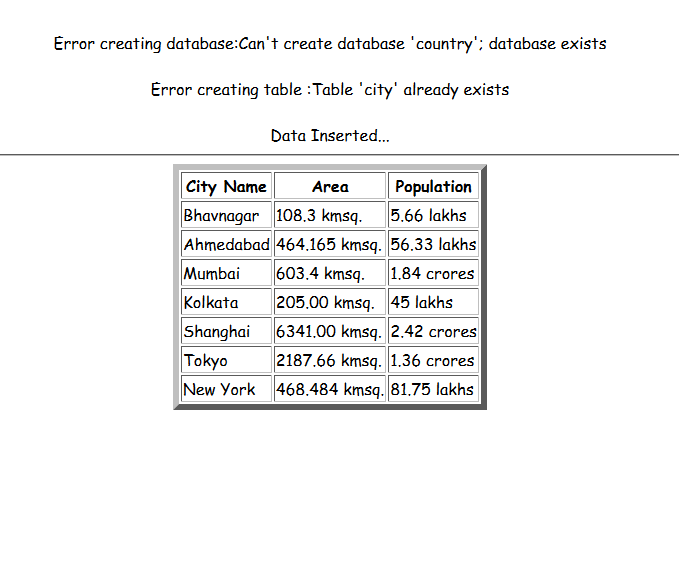 Error creating database:Can't create database 'country'; database exists
Error creating table :Table 'city' already exists
Data Inserted...
City Name Area Population
Bhavnagar 108.3 kmsq. 5.66 lakhs
Ahmedabad 464.165 kmsq. 56.33 lakhs
Mumbai 603.4 kmsq. 1.84 crores
Kolkata 205.00 kmsq. 45 lakhs
Shanghai 6341.00 kmsq. 2.42 crores
Tokyo 2187.66 kmsq. 1.36 crores
New York 468.484 kmsq. 81.75 lakhs